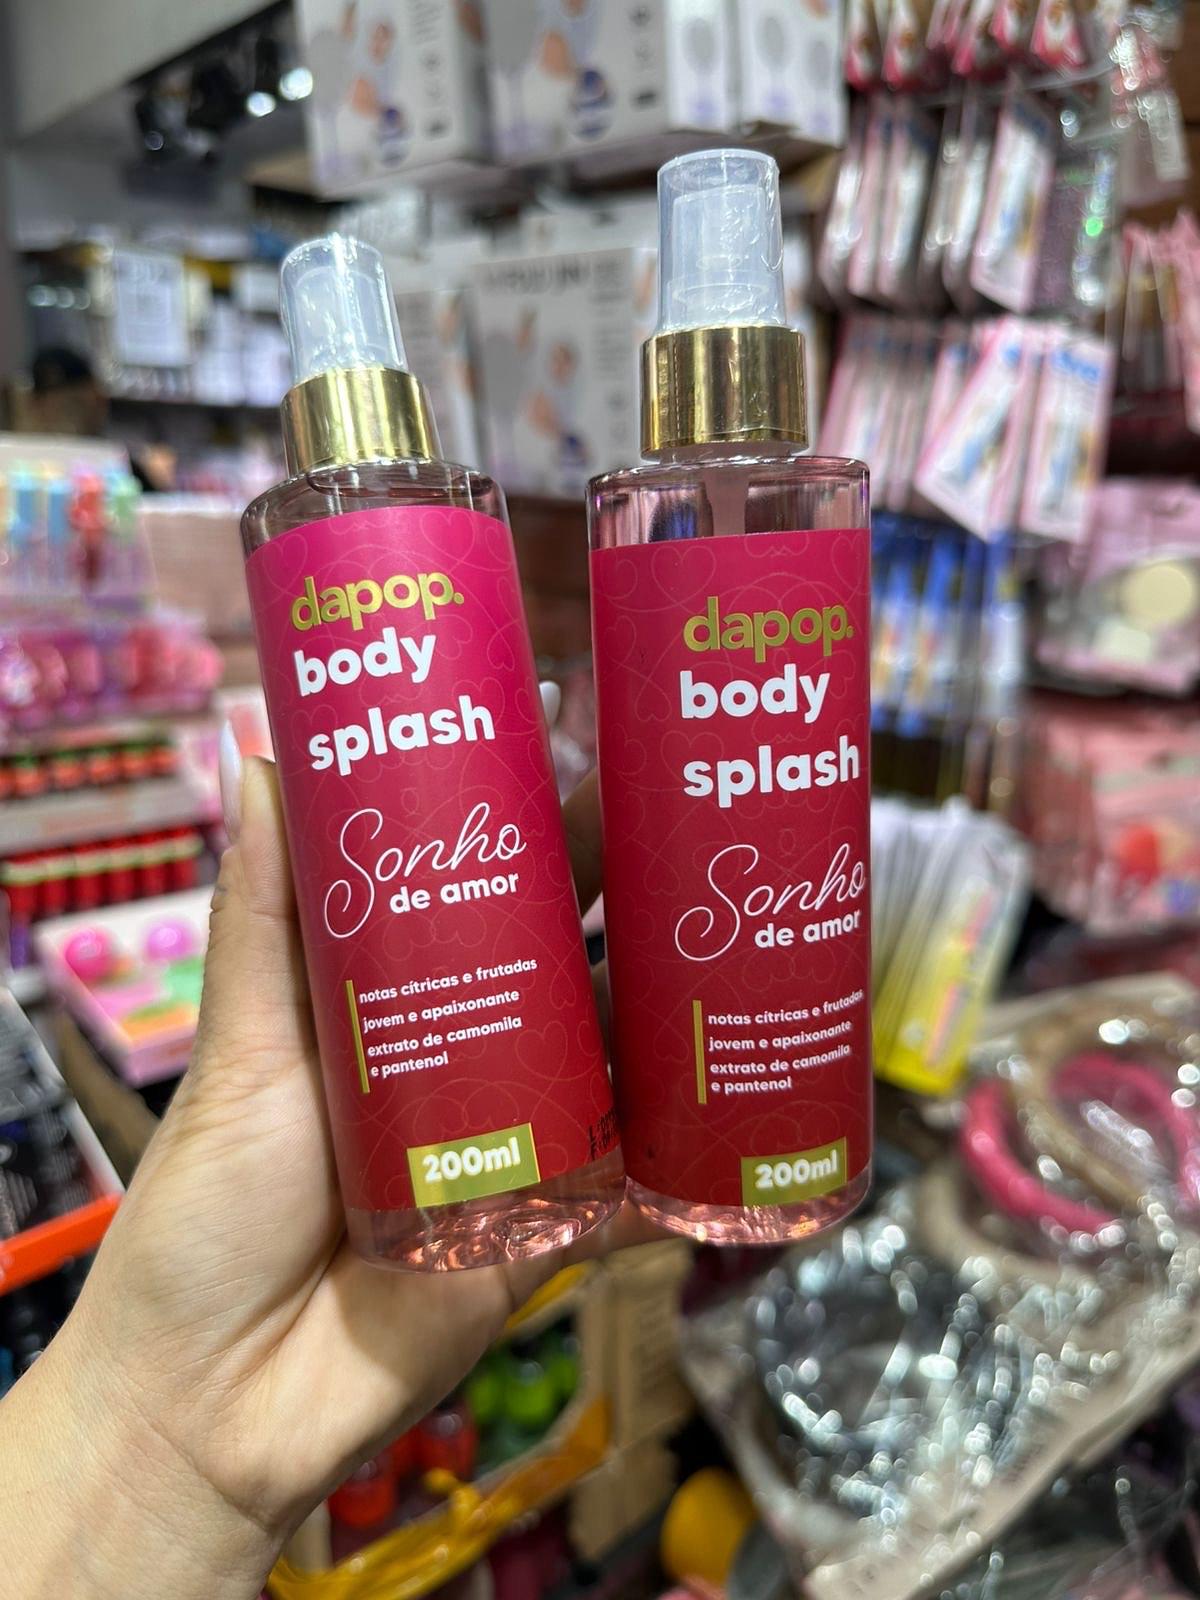 dapop.
body
splash
Sonho
de amor
notas cítricas e frutadas
jovem e apaixonante
extrato de camomila
e pantenol
200ml
dapop.
body
splash
Sonho
de amor
notas cítricas e frutadas
jovem e apaixonante
extrato de camomila
e pantenol
200ml